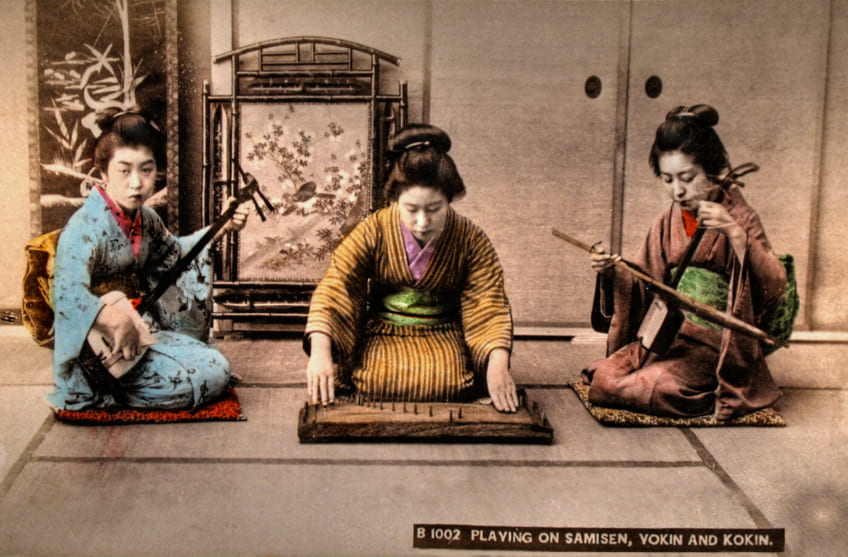 B 1002 PLAYING ON SAMISEN, YOKIN AND KOKIN.